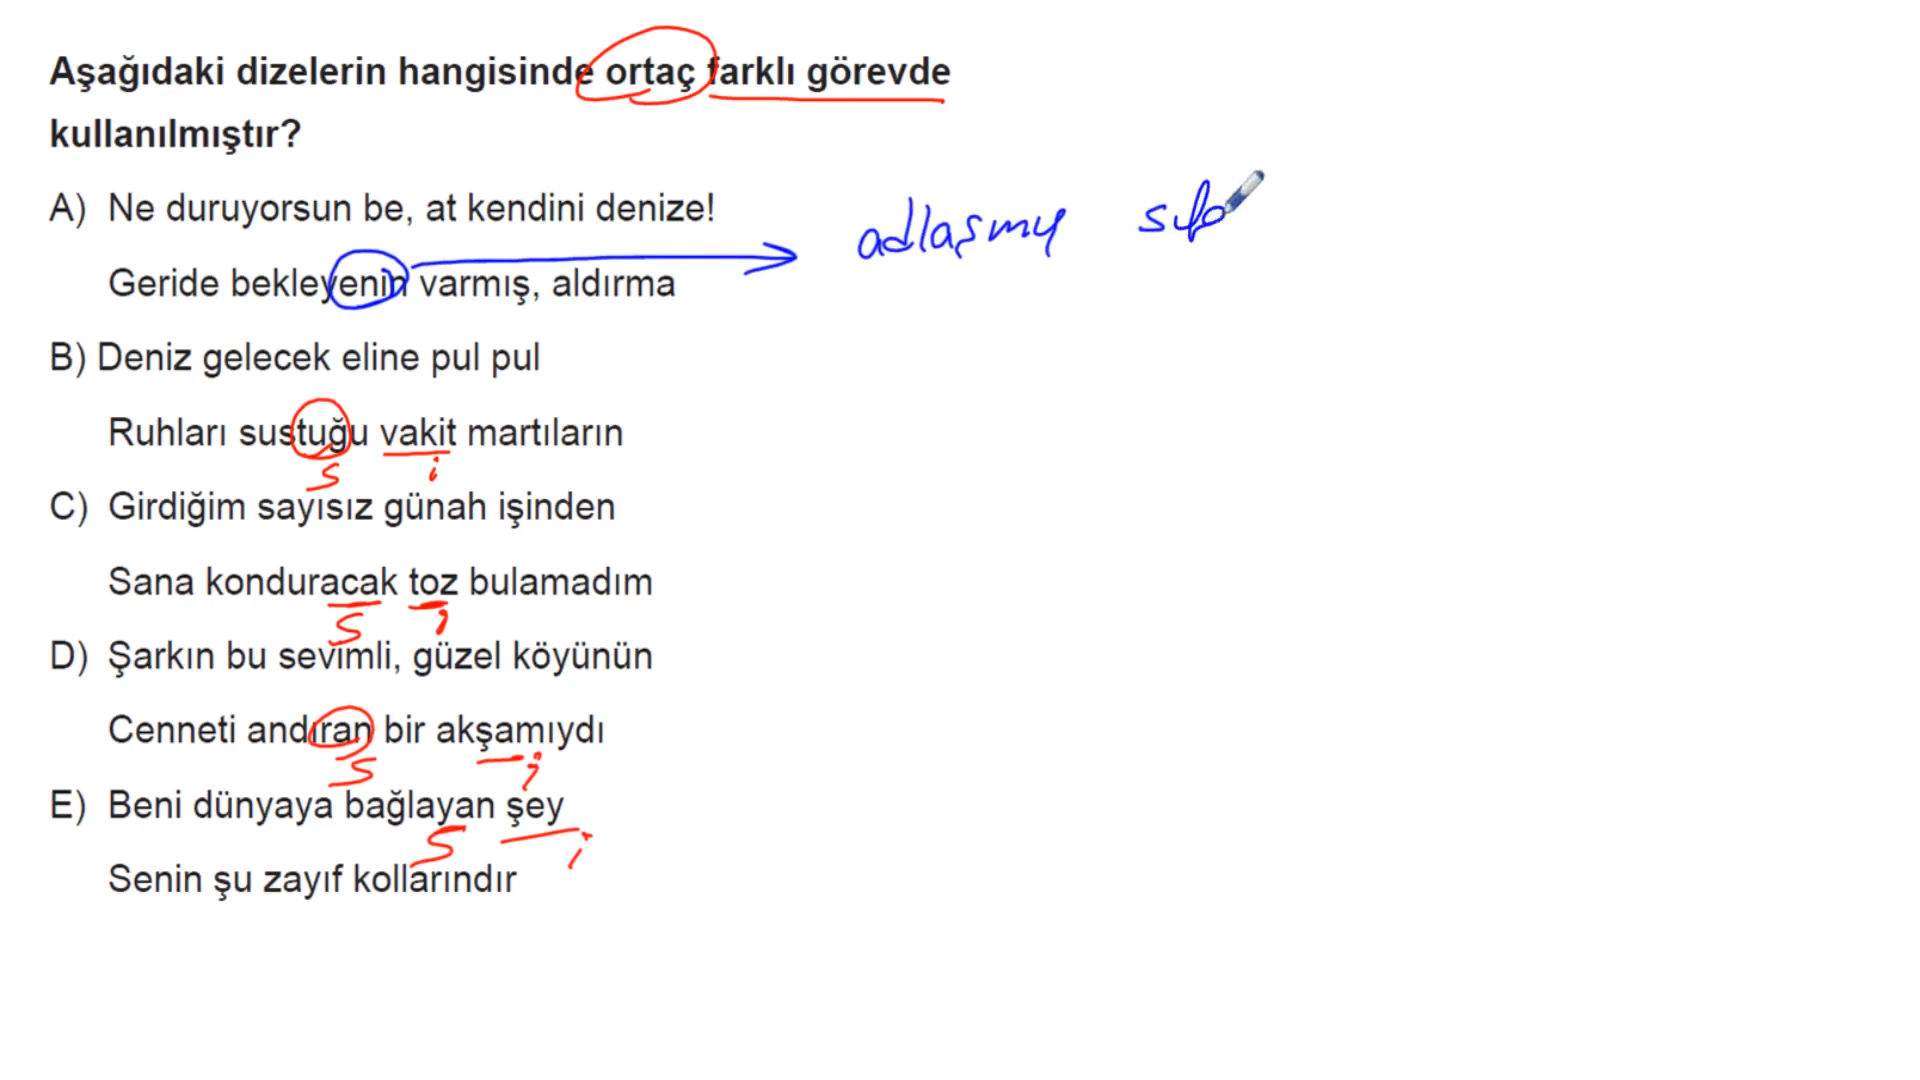 Aşağıdaki dizelerin hangisinde ortaç farklı görevde
kullanılmıştır?
A) Ne duruyorsun be, at kendini denize!
Geride bekleyenin varmış, aldırma
adlaşmış sıfa
B) Deniz gelecek eline pul pul
Ruhları sustuğu vakit martıların
s i
C) Girdiğim sayısız günah işinden
Sana konduracak toz bulamadım
s i
D) Şarkın bu sevimli, güzel köyünün
Cenneti andıran bir akşamıydı
s i
E) Beni dünyaya bağlayan şey
s i
Senin şu zayıf kollarındır